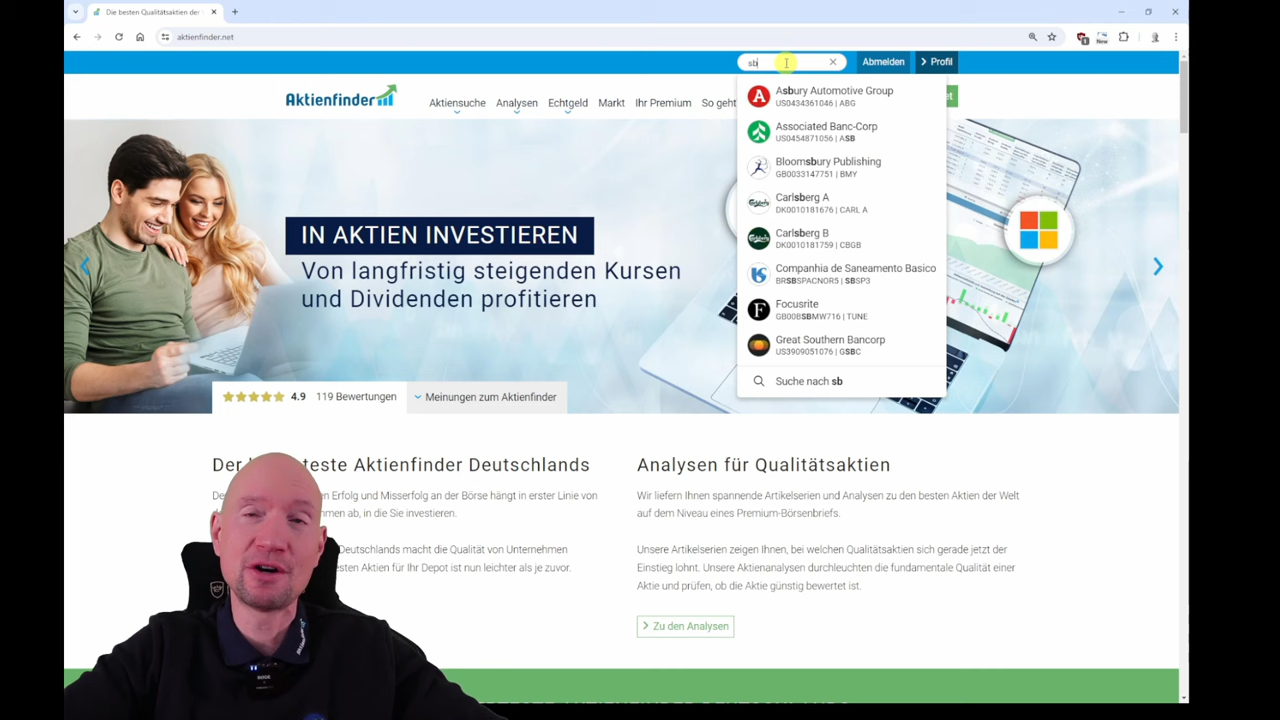 Die besten Qualitätsaktien der
aktienfinder.net
New
sb
Abmelden
Profil
Aktienfinder
Aktiensuche
Analysen
Echtgeld
Markt
Ihr Premium
So geht
et
Asbury Automotive Group
US0434361046 | ABG
Associated Banc-Corp
US0454871056 | ASB
Bloomsbury Publishing
GB0033147751 | BMY
Carlsberg A
DK0010181676 | CARL A
Carlsberg B
DK0010181759 | CBGB
Companhia de Saneamento Basico
BRSBSPACNOR5 | SBSP3
Focusrite
GB00BSBMW716 | TUNE
Great Southern Bancorp
US3909051076 | GSBC
Suche nach sb
IN AKTIEN INVESTIEREN
Von langfristig steigenden Kursen
und Dividenden profitieren
4.9 119 Bewertungen
Meinungen zum Aktienfinder
Der teste Aktienfinder Deutschlands
en Erfolg und Misserfolg an der Börse hängt in erster Linie von
men ab, in die Sie investieren.
Deutschlands macht die Qualität von Unternehmen
esten Aktien für Ihr Depot ist nun leichter als je zuvor.
Analysen für Qualitätsaktien
Wir liefern Ihnen spannende Artikelserien und Analysen zu den besten Aktien der Welt
auf dem Niveau eines Premium-Börsenbriefs.
Unsere Artikelserien zeigen Ihnen, bei welchen Qualitätsaktien sich gerade jetzt der
Einstieg lohnt. Unsere Aktienanalysen durchleuchten die fundamentale Qualität einer
Aktie und prüfen, ob die Aktie günstig bewertet ist.
Zu den Analysen